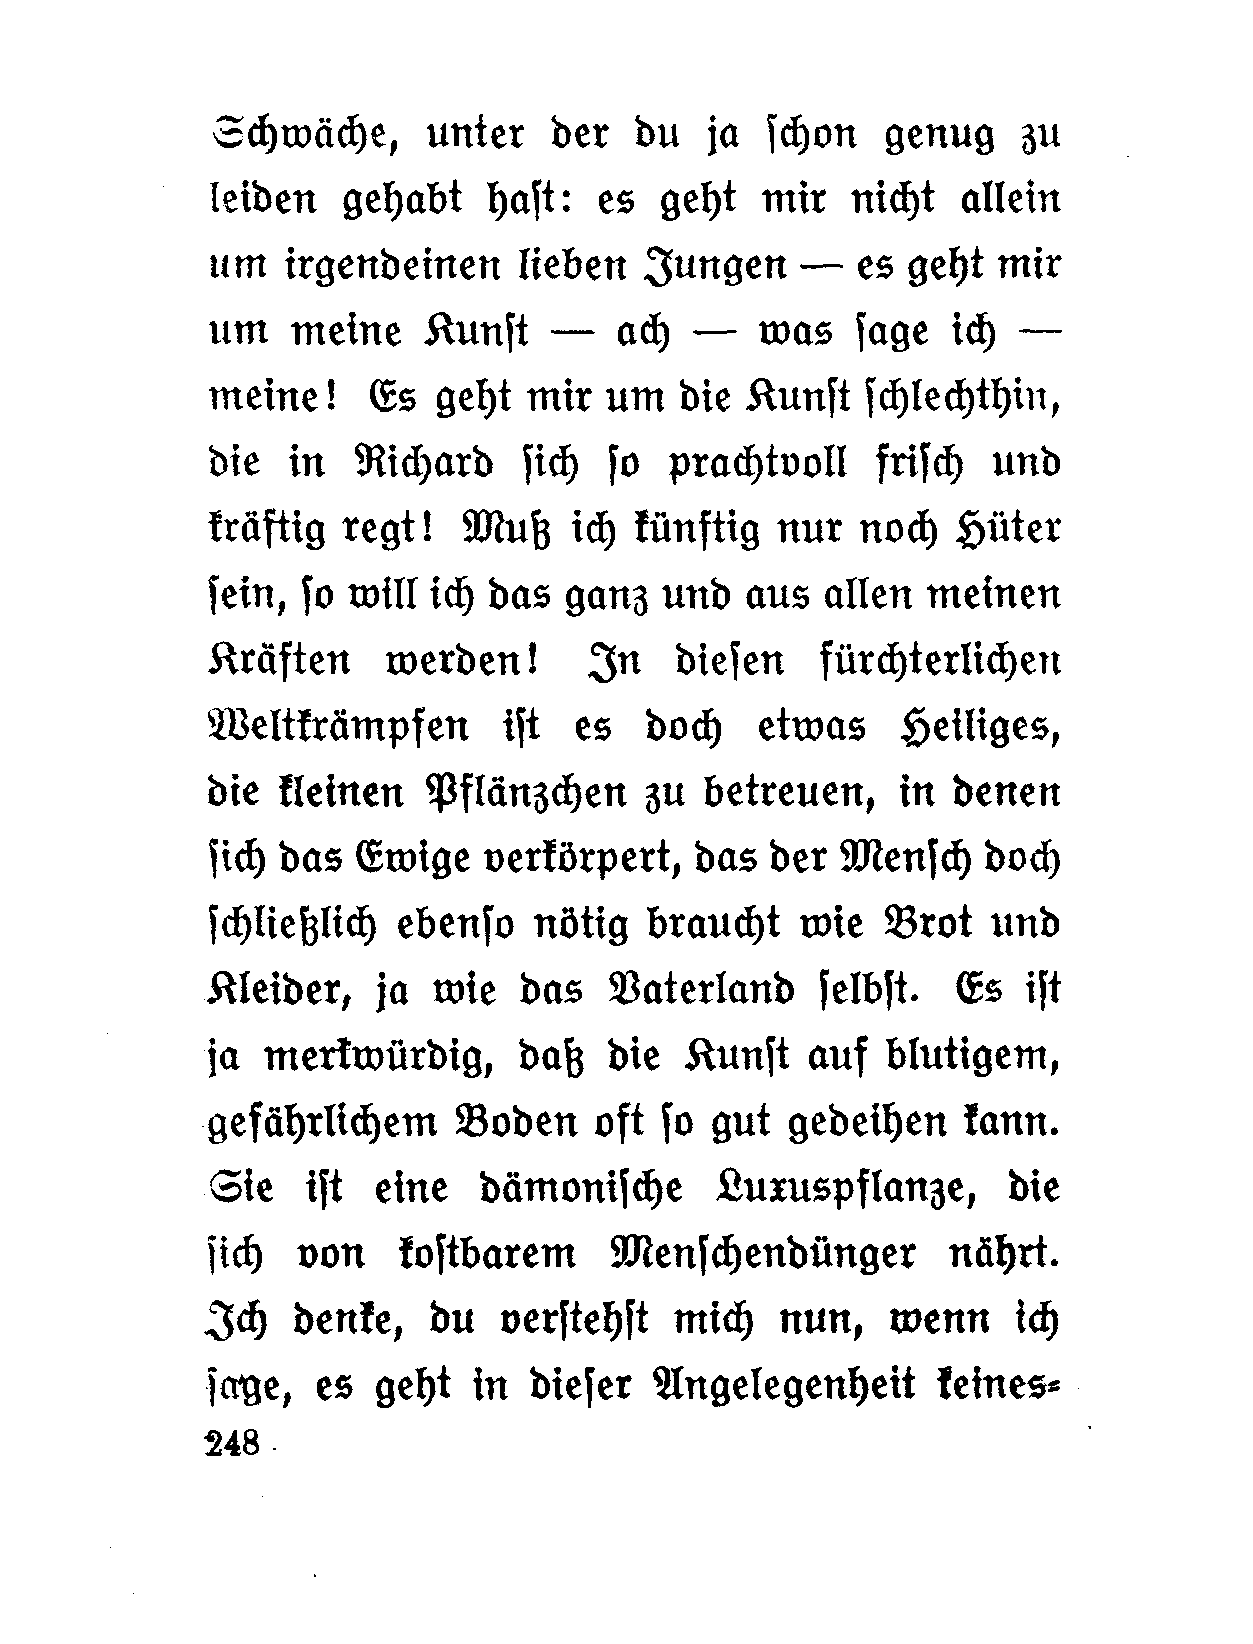 Schwäche, unter der du ja schon genug zu
leiden gehabt hast: es geht mir nicht allein
um irgendeinen lieben Jungen — es geht mir
um meine Kunst — ach — was sage ich —
meine! Es geht mir um die Kunst schlechthin,
die in Richard sich so prachtvoll frisch und
kräftig regt! Muß ich künftig nur noch Hüter
sein, so will ich das ganz und aus allen meinen
Kräften werden! In diesen fürchterlichen
Weltkrämpfen ist es doch etwas Heiliges,
die kleinen Pflänzchen zu betreuen, in denen
sich das Ewige verkörpert, das der Mensch doch
schließlich ebenso nötig braucht wie Brot und
Kleider, ja wie das Vaterland selbst. Es ist
ja merkwürdig, daß die Kunst auf blutigem,
gefährlichem Boden oft so gut gedeihen kann.
Sie ist eine dämonische Luxuspflanze, die
sich von kostbarem Menschendünger nährt.
Ich denke, du verstehst mich nun, wenn ich
sage, es geht in dieser Angelegenheit keines-
248